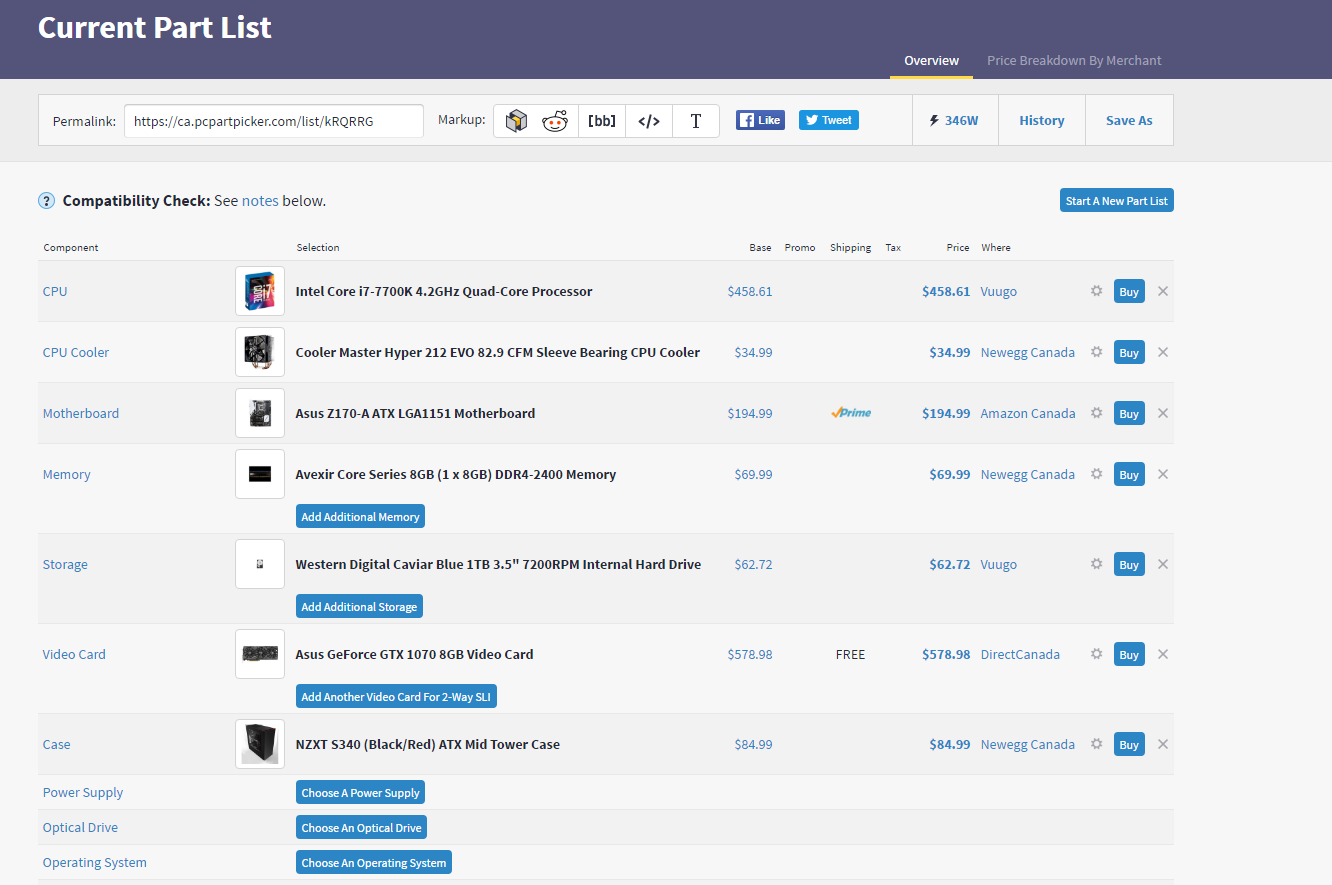 Current Part List
Overview Price Breakdown By Merchant
Permalink: https://ca.pcpartpicker.com/list/kRQRRG Markup: [bb] </> T Like Tweet 346W History Save As
? Compatibility Check: See notes below. Start A New Part List
Component Selection Base Promo Shipping Tax Price Where
CPU Intel Core i7-7700K 4.2GHz Quad-Core Processor $458.61 $458.61 Vuugo Buy
CPU Cooler Cooler Master Hyper 212 EVO 82.9 CFM Sleeve Bearing CPU Cooler $34.99 $34.99 Newegg Canada Buy
Motherboard Asus Z170-A ATX LGA1151 Motherboard $194.99 Prime $194.99 Amazon Canada Buy
Memory Avexir Core Series 8GB (1 x 8GB) DDR4-2400 Memory $69.99 $69.99 Newegg Canada Buy
Add Additional Memory
Storage Western Digital Caviar Blue 1TB 3.5" 7200RPM Internal Hard Drive $62.72 $62.72 Vuugo Buy
Add Additional Storage
Video Card Asus GeForce GTX 1070 8GB Video Card $578.98 FREE $578.98 DirectCanada Buy
Add Another Video Card For 2-Way SLI
Case NZXT S340 (Black/Red) ATX Mid Tower Case $84.99 $84.99 Newegg Canada Buy
Power Supply Choose A Power Supply
Optical Drive Choose An Optical Drive
Operating System Choose An Operating System